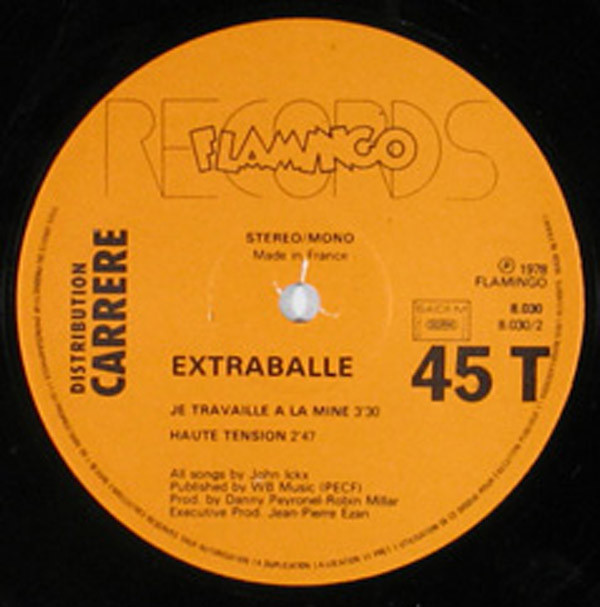 RECORDS
FLAMINGO
STEREO/MONO
Made in France
DISTRIBUTION
CARRERE
℗ 1978
FLAMINGO
SACEM
8.030
8.030/2
45 T
EXTRABALLE
JE TRAVAILLE A LA MINE 3'30
HAUTE TENSION 2'47
All songs by John Ickx
Published by WB Music (PECF)
Prod. by Danny Peyronel-Robin Millar
Executive Prod. Jean-Pierre Ezan